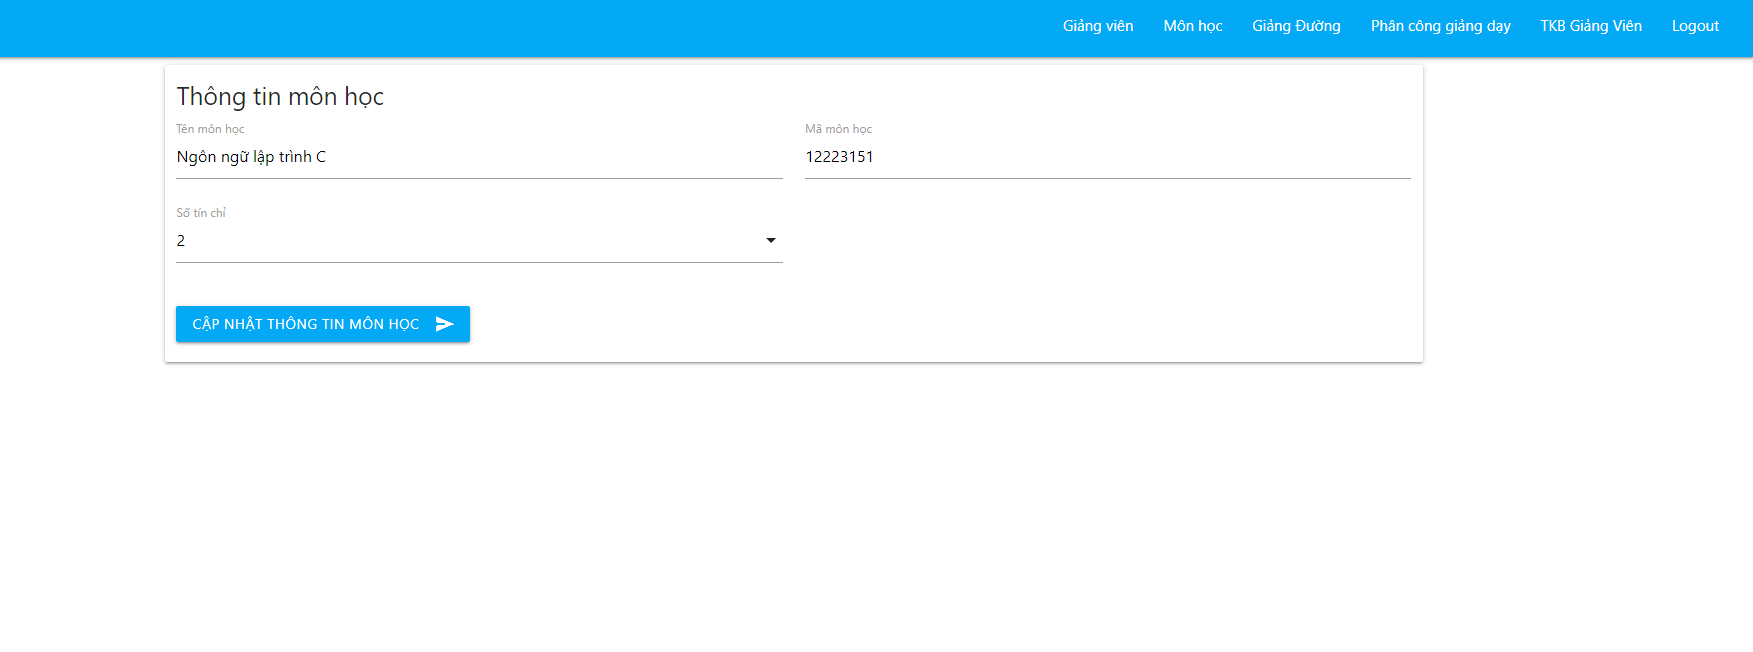 Giảng viên Môn học Giảng Đường Phân công giảng dạy TKB Giảng Viên Logout
Thông tin môn học
Tên môn học Mã môn học
Ngôn ngữ lập trình C 12223151
Số tín chỉ
2
CẬP NHẬT THÔNG TIN MÔN HỌC